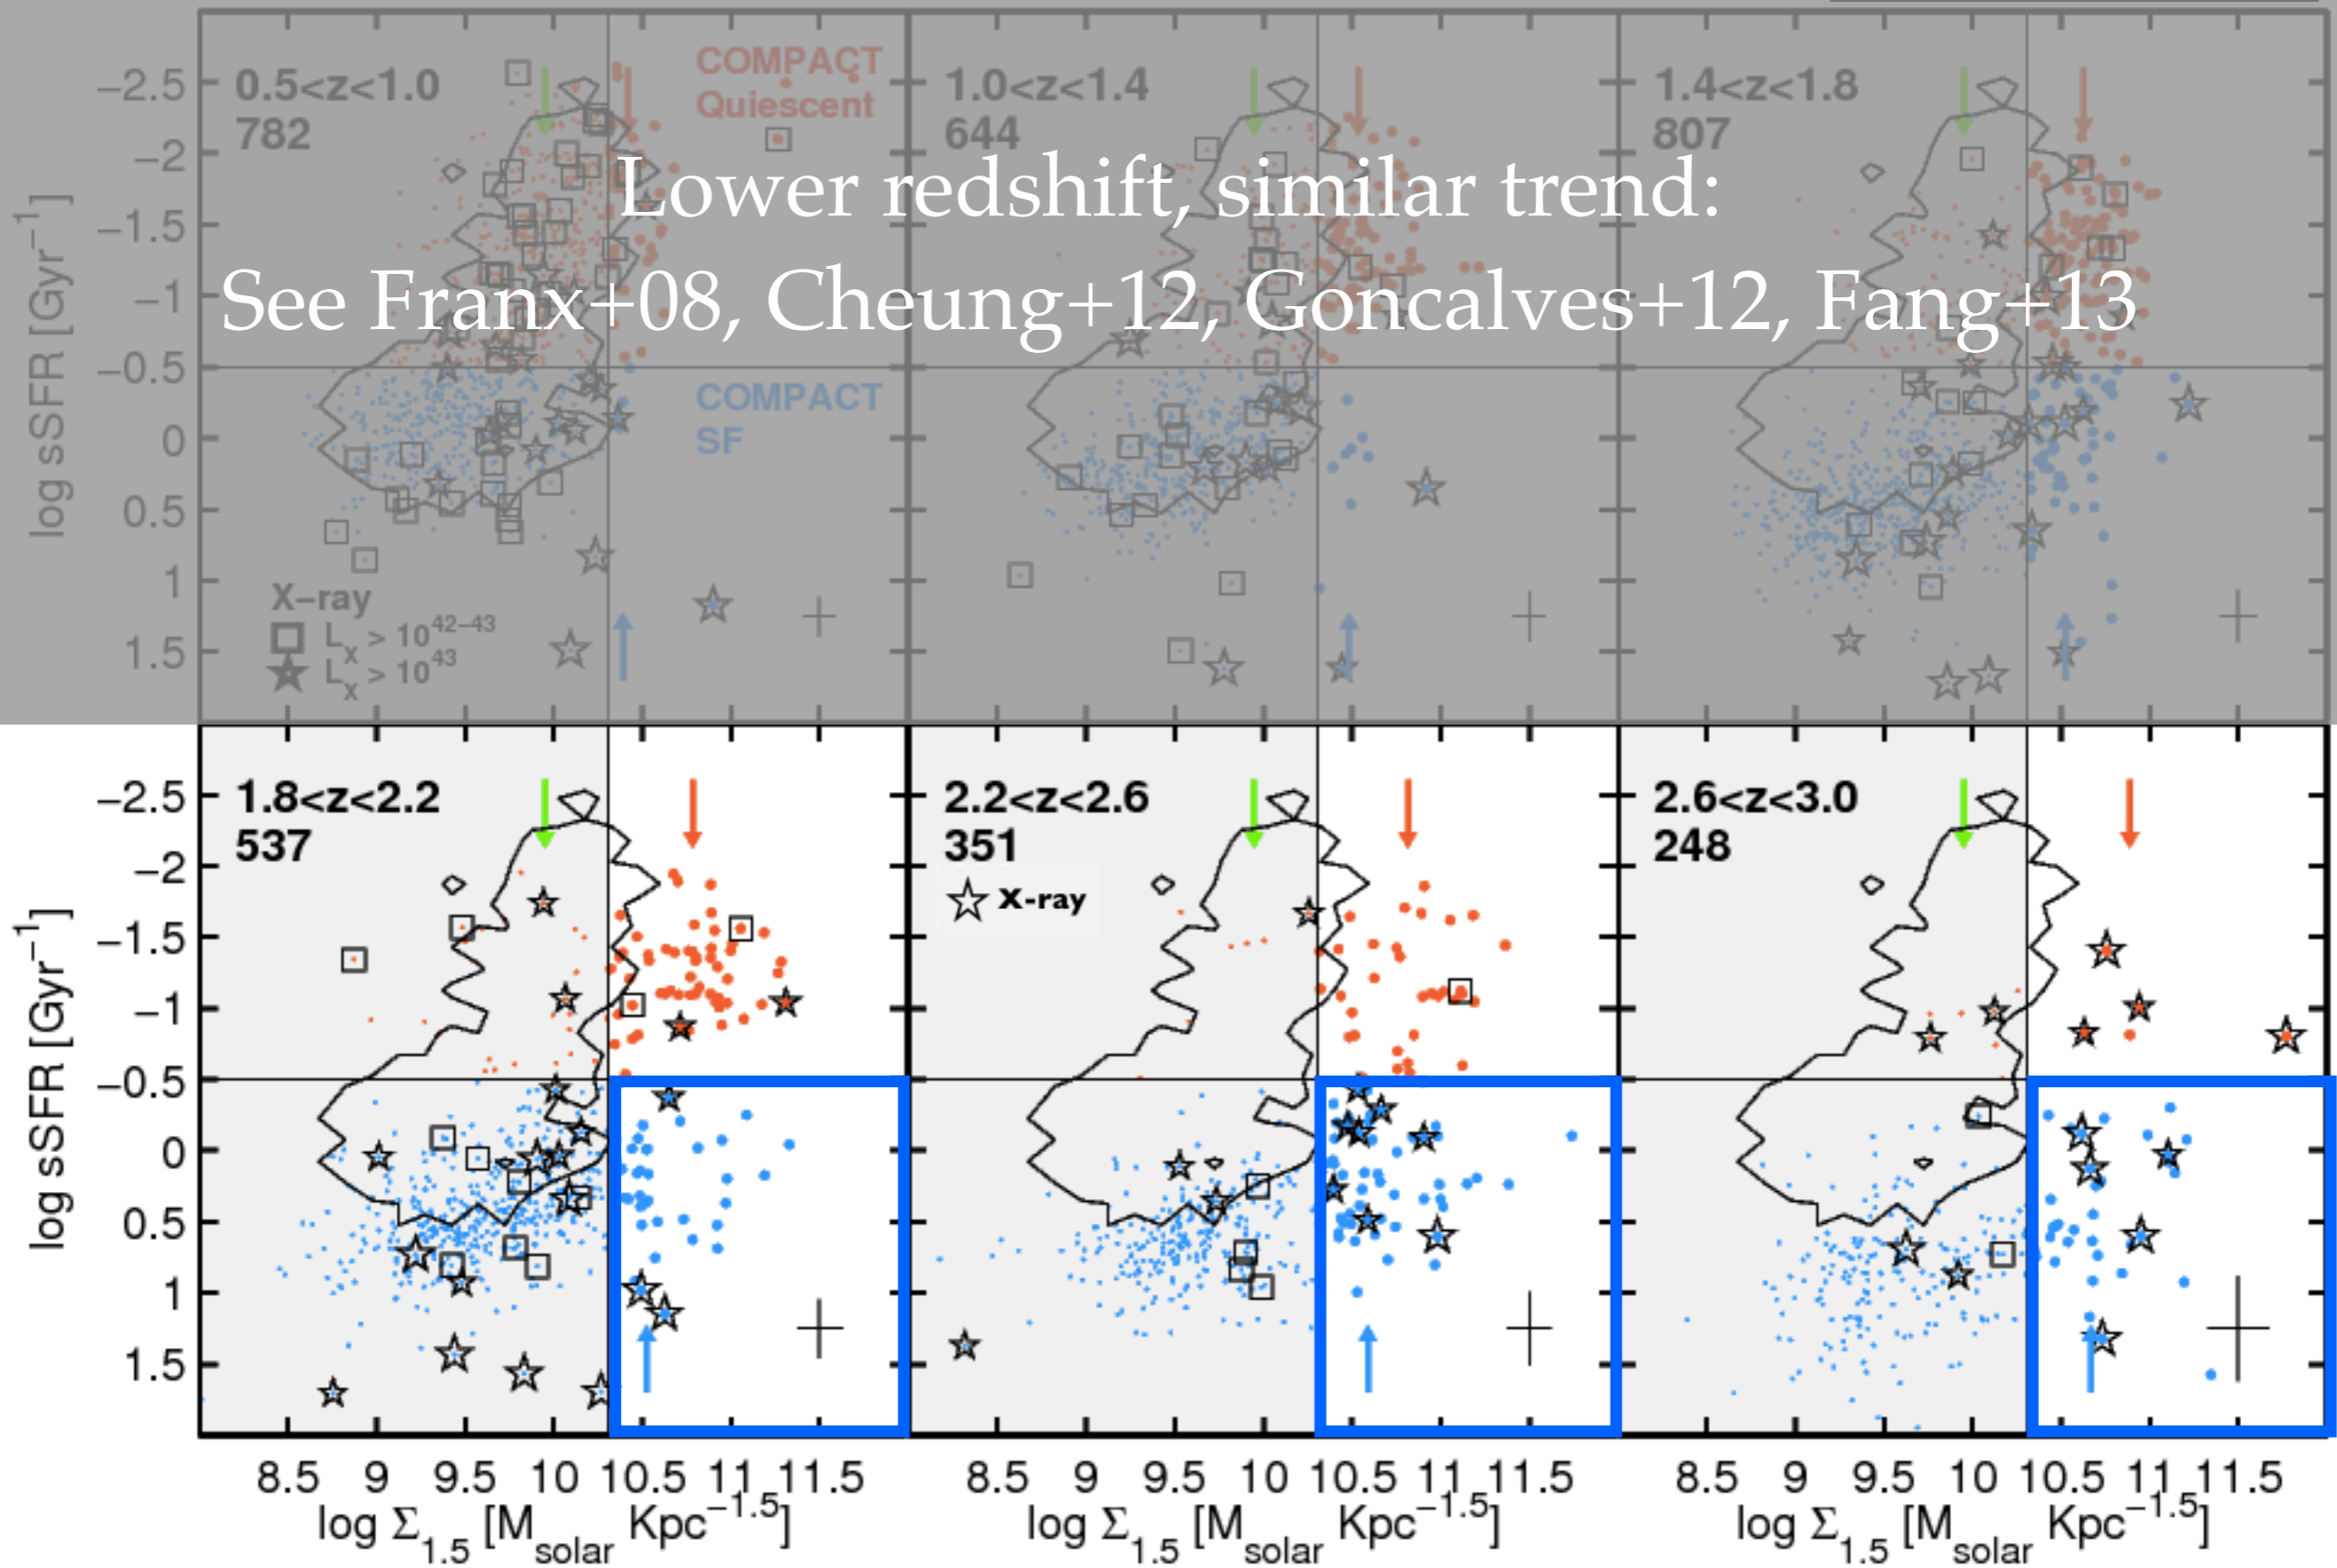 COMPACT
Quiescent
0.5<z<1.0
782
1.0<z<1.4
644
1.4<z<1.8
807
Lower redshift, similar trend:
See Franx+08, Cheung+12, Goncalves+12, Fang+13
COMPACT
SF
X-ray
Lx > 10^42-43
Lx > 10^43
log sSFR [Gyr−1]
−2.5
−2
−1.5
−1
−0.5
0
0.5
1
1.5
1.8<z<2.2
537
2.2<z<2.6
351
X-ray
2.6<z<3.0
248
log sSFR [Gyr−1]
−2.5
−2
−1.5
−1
−0.5
0
0.5
1
1.5
8.5 9 9.5 10 10.5 11 11.5
8.5 9 9.5 10 10.5 11 11.5
8.5 9 9.5 10 10.5 11 11.5
log Σ1.5 [Msolar Kpc−1.5]
log Σ1.5 [Msolar Kpc−1.5]
log Σ1.5 [Msolar Kpc−1.5]